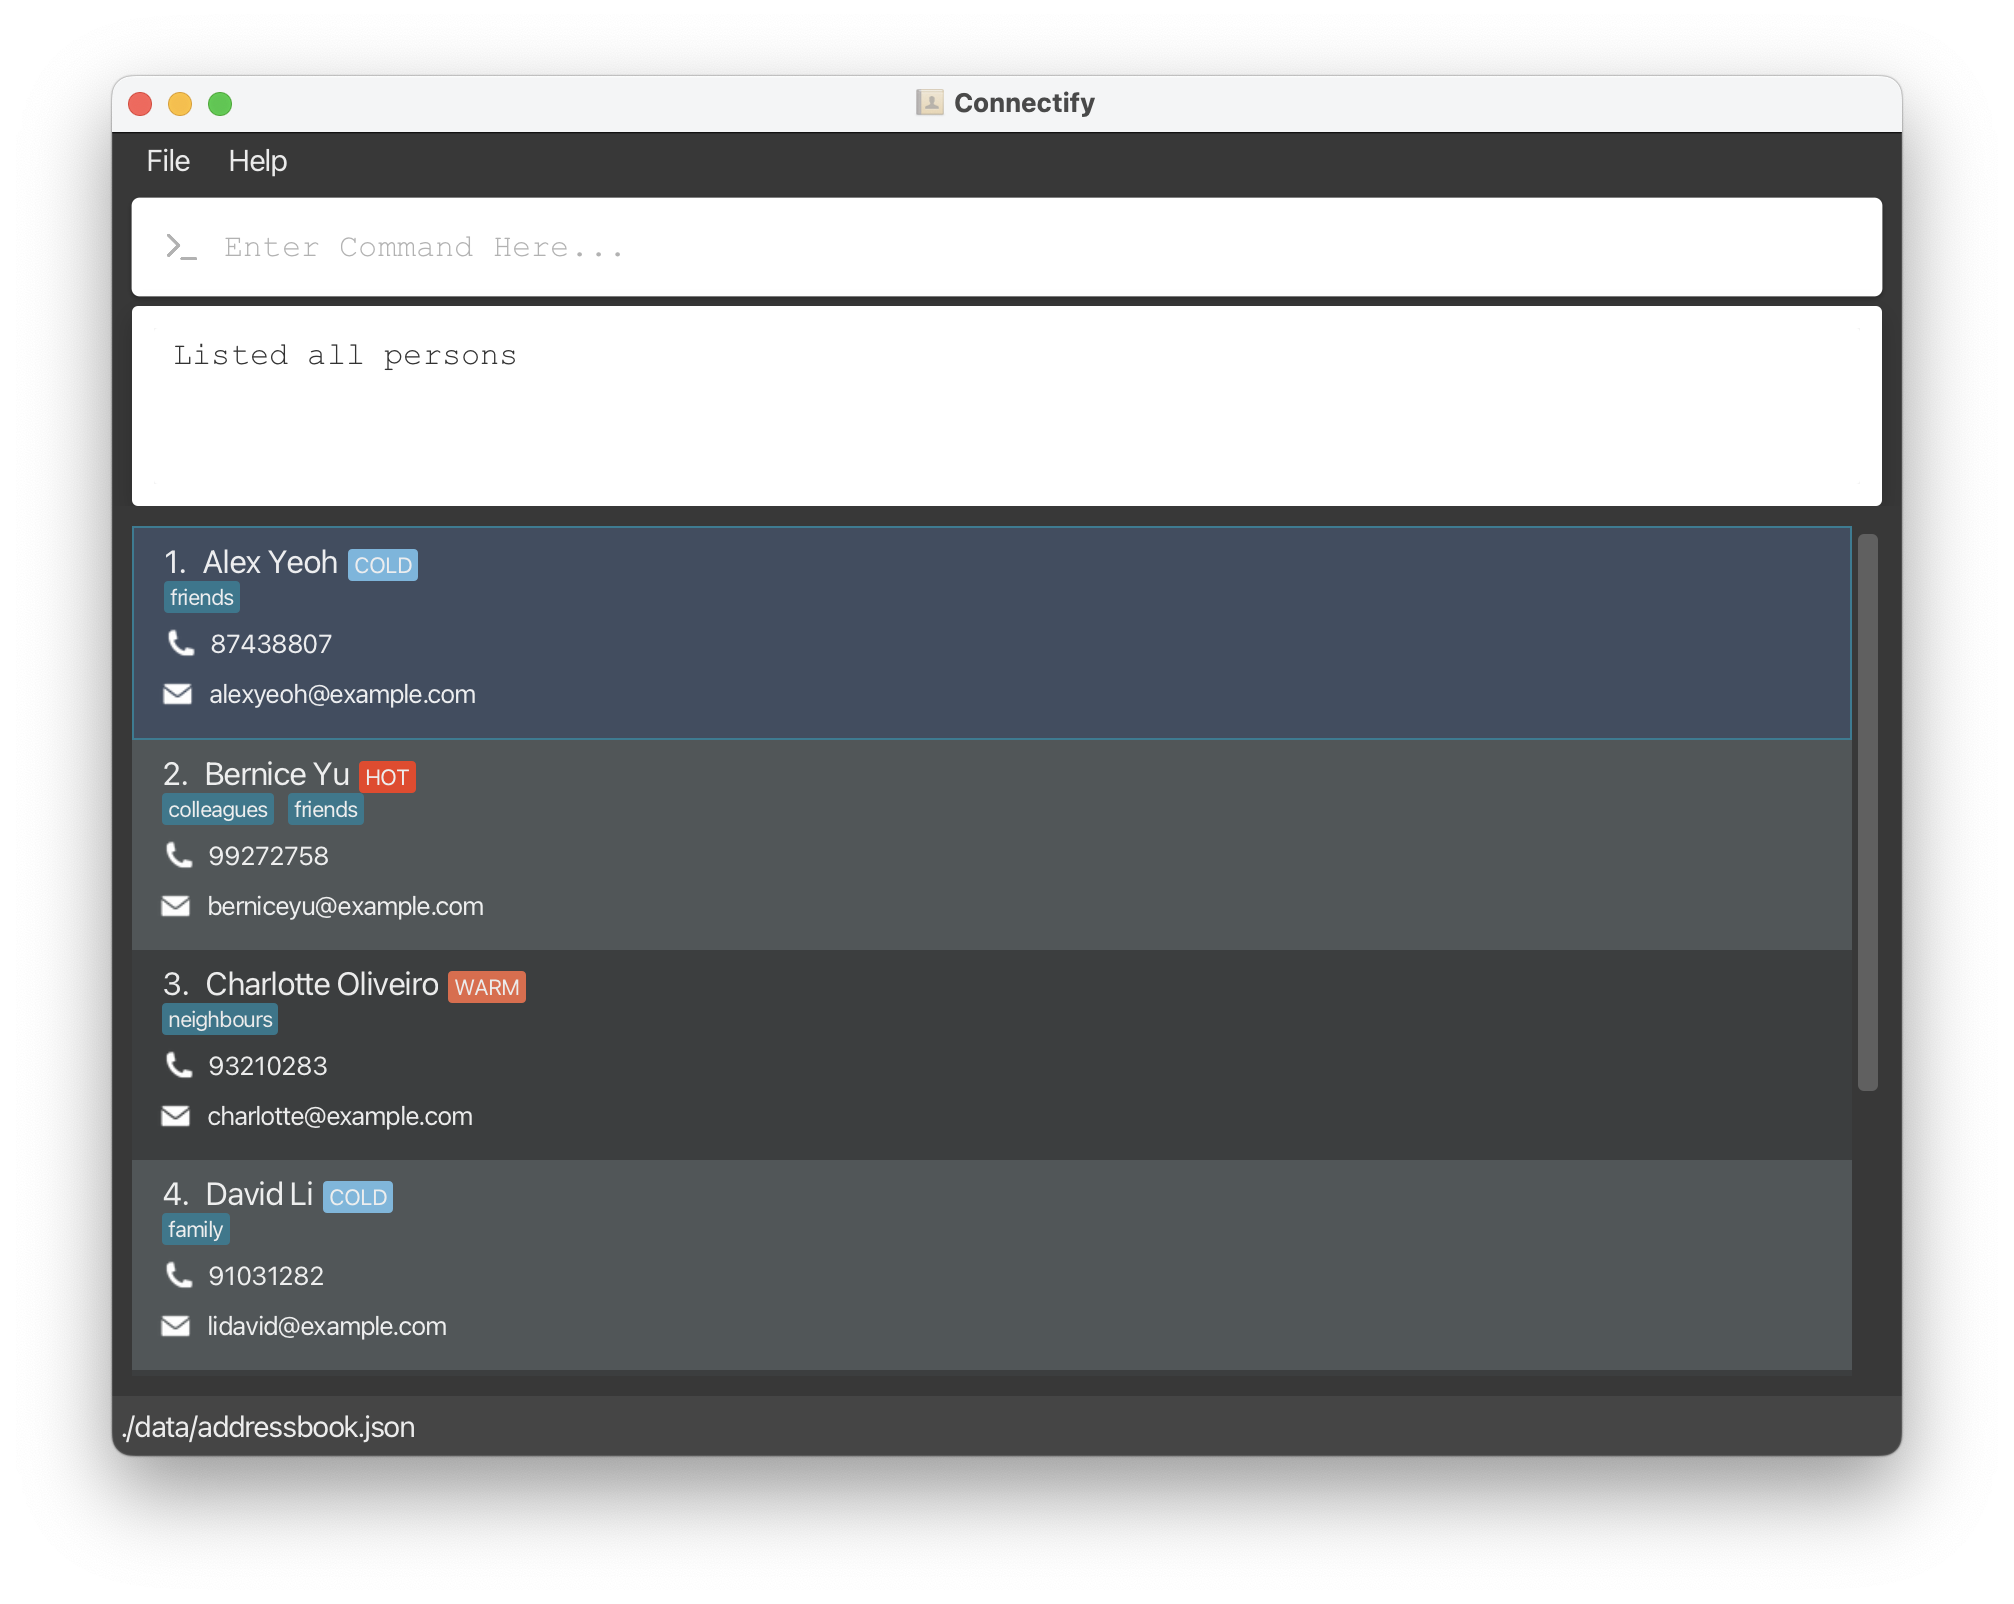 Connectify
File Help
>_ Enter Command Here...
Listed all persons
1. Alex Yeoh COLD
friends
87438807
alexyeoh@example.com
2. Bernice Yu HOT
colleagues friends
99272758
berniceyu@example.com
3. Charlotte Oliveiro WARM
neighbours
93210283
charlotte@example.com
4. David Li COLD
family
91031282
lidavid@example.com
./data/addressbook.json